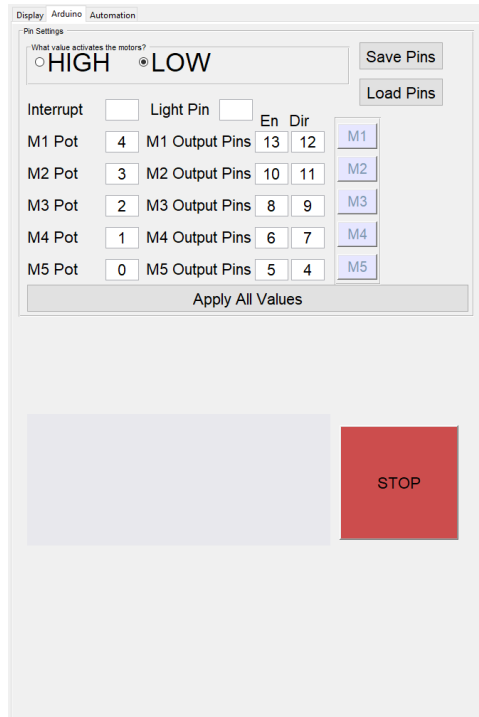 Display Arduino Automation
Pin Settings
What value activates the motors?
HIGH LOW
Save Pins
Load Pins
Interrupt Light Pin
En Dir
M1 Pot 4 M1 Output Pins 13 12 M1
M2 Pot 3 M2 Output Pins 10 11 M2
M3 Pot 2 M3 Output Pins 8 9 M3
M4 Pot 1 M4 Output Pins 6 7 M4
M5 Pot 0 M5 Output Pins 5 4 M5
Apply All Values
STOP